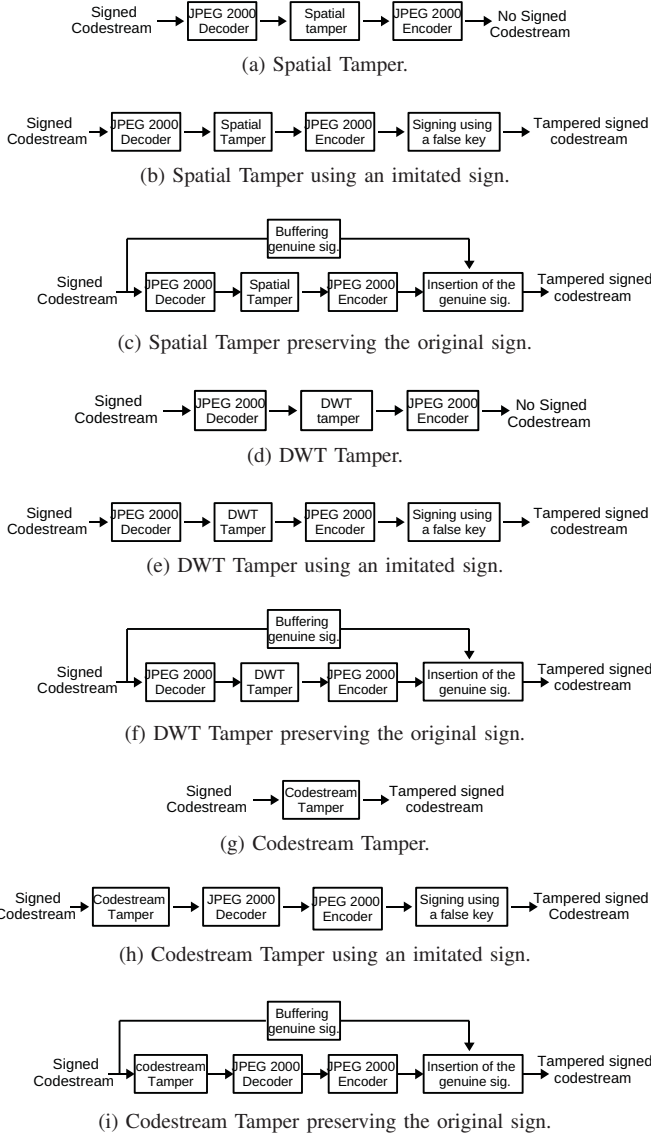 Signed
Codestream
JPEG 2000
Decoder
Spatial
tamper
JPEG 2000
Encoder
No Signed
Codestream
(a) Spatial Tamper.
Signed
Codestream
JPEG 2000
Decoder
Spatial
Tamper
JPEG 2000
Encoder
Signing using
a false key
Tampered signed
codestream
(b) Spatial Tamper using an imitated sign.
Buffering
genuine sig.
Signed
Codestream
JPEG 2000
Decoder
Spatial
Tamper
JPEG 2000
Encoder
Insertion of the
genuine sig.
Tampered signed
codestream
(c) Spatial Tamper preserving the original sign.
Signed
Codestream
JPEG 2000
Decoder
DWT
tamper
JPEG 2000
Encoder
No Signed
Codestream
(d) DWT Tamper.
Signed
Codestream
JPEG 2000
Decoder
DWT
Tamper
JPEG 2000
Encoder
Signing using
a false key
Tampered signed
codestream
(e) DWT Tamper using an imitated sign.
Buffering
genuine sig.
Signed
Codestream
JPEG 2000
Decoder
DWT
Tamper
JPEG 2000
Encoder
Insertion of the
genuine sig.
Tampered signed
codestream
(f) DWT Tamper preserving the original sign.
Signed
Codestream
Codestream
Tamper
Tampered signed
codestream
(g) Codestream Tamper.
Signed
Codestream
Codestream
Tamper
JPEG 2000
Decoder
JPEG 2000
Encoder
Signing using
a false key
Tampered signed
Codestream
(h) Codestream Tamper using an imitated sign.
Buffering
genuine sig.
Signed
Codestream
codestream
Tamper
JPEG 2000
Decoder
JPEG 2000
Encoder
Insertion of the
genuine sig.
Tampered signed
codestream
(i) Codestream Tamper preserving the original sign.